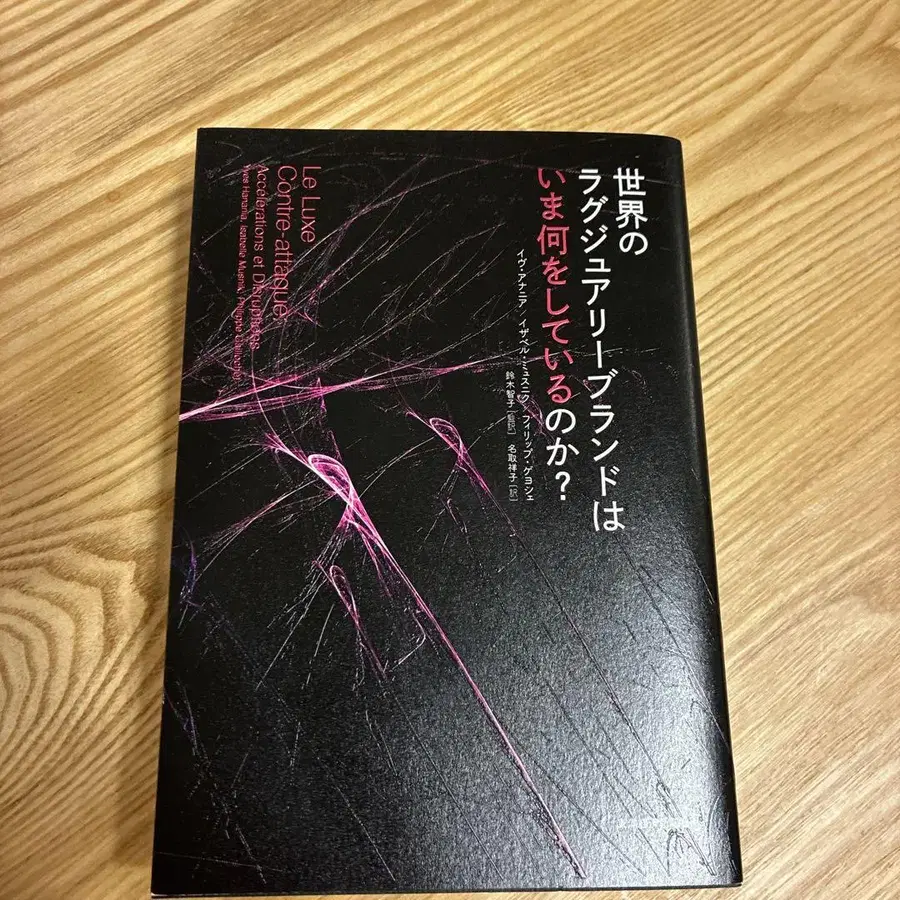 世界の
ラグジュアリーブランドは
いま何をしているのか?
イヴ・アナニア/イザベル・ミュスニク/フィリップ・ゲヨシェ
鈴木智子[監訳] 名取祥子[訳]
Le Luxe
Contre-attaque,
Accélérations et Disruptions
Yves Hanania, Isabelle Musnik, Philippe Gaillochet